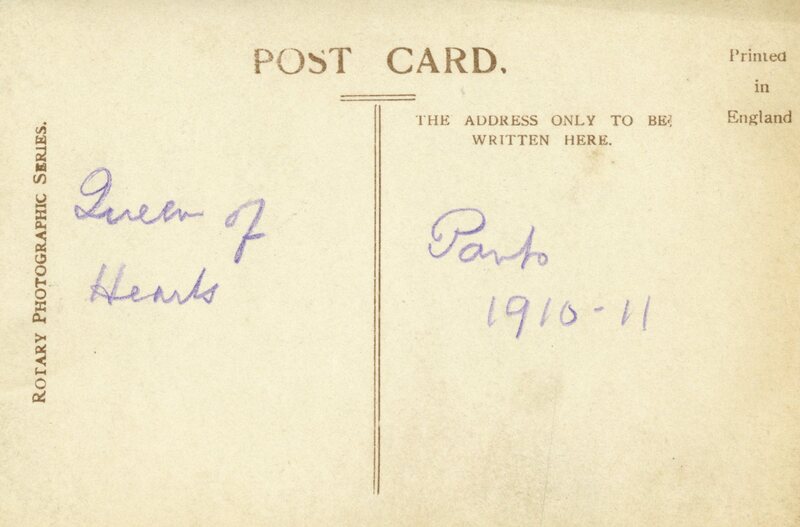 POST CARD.
Printed
in
England
THE ADDRESS ONLY TO BE
WRITTEN HERE.
ROTARY PHOTOGRAPHIC SERIES.
Queen of
Hearts
Panto
1910-11